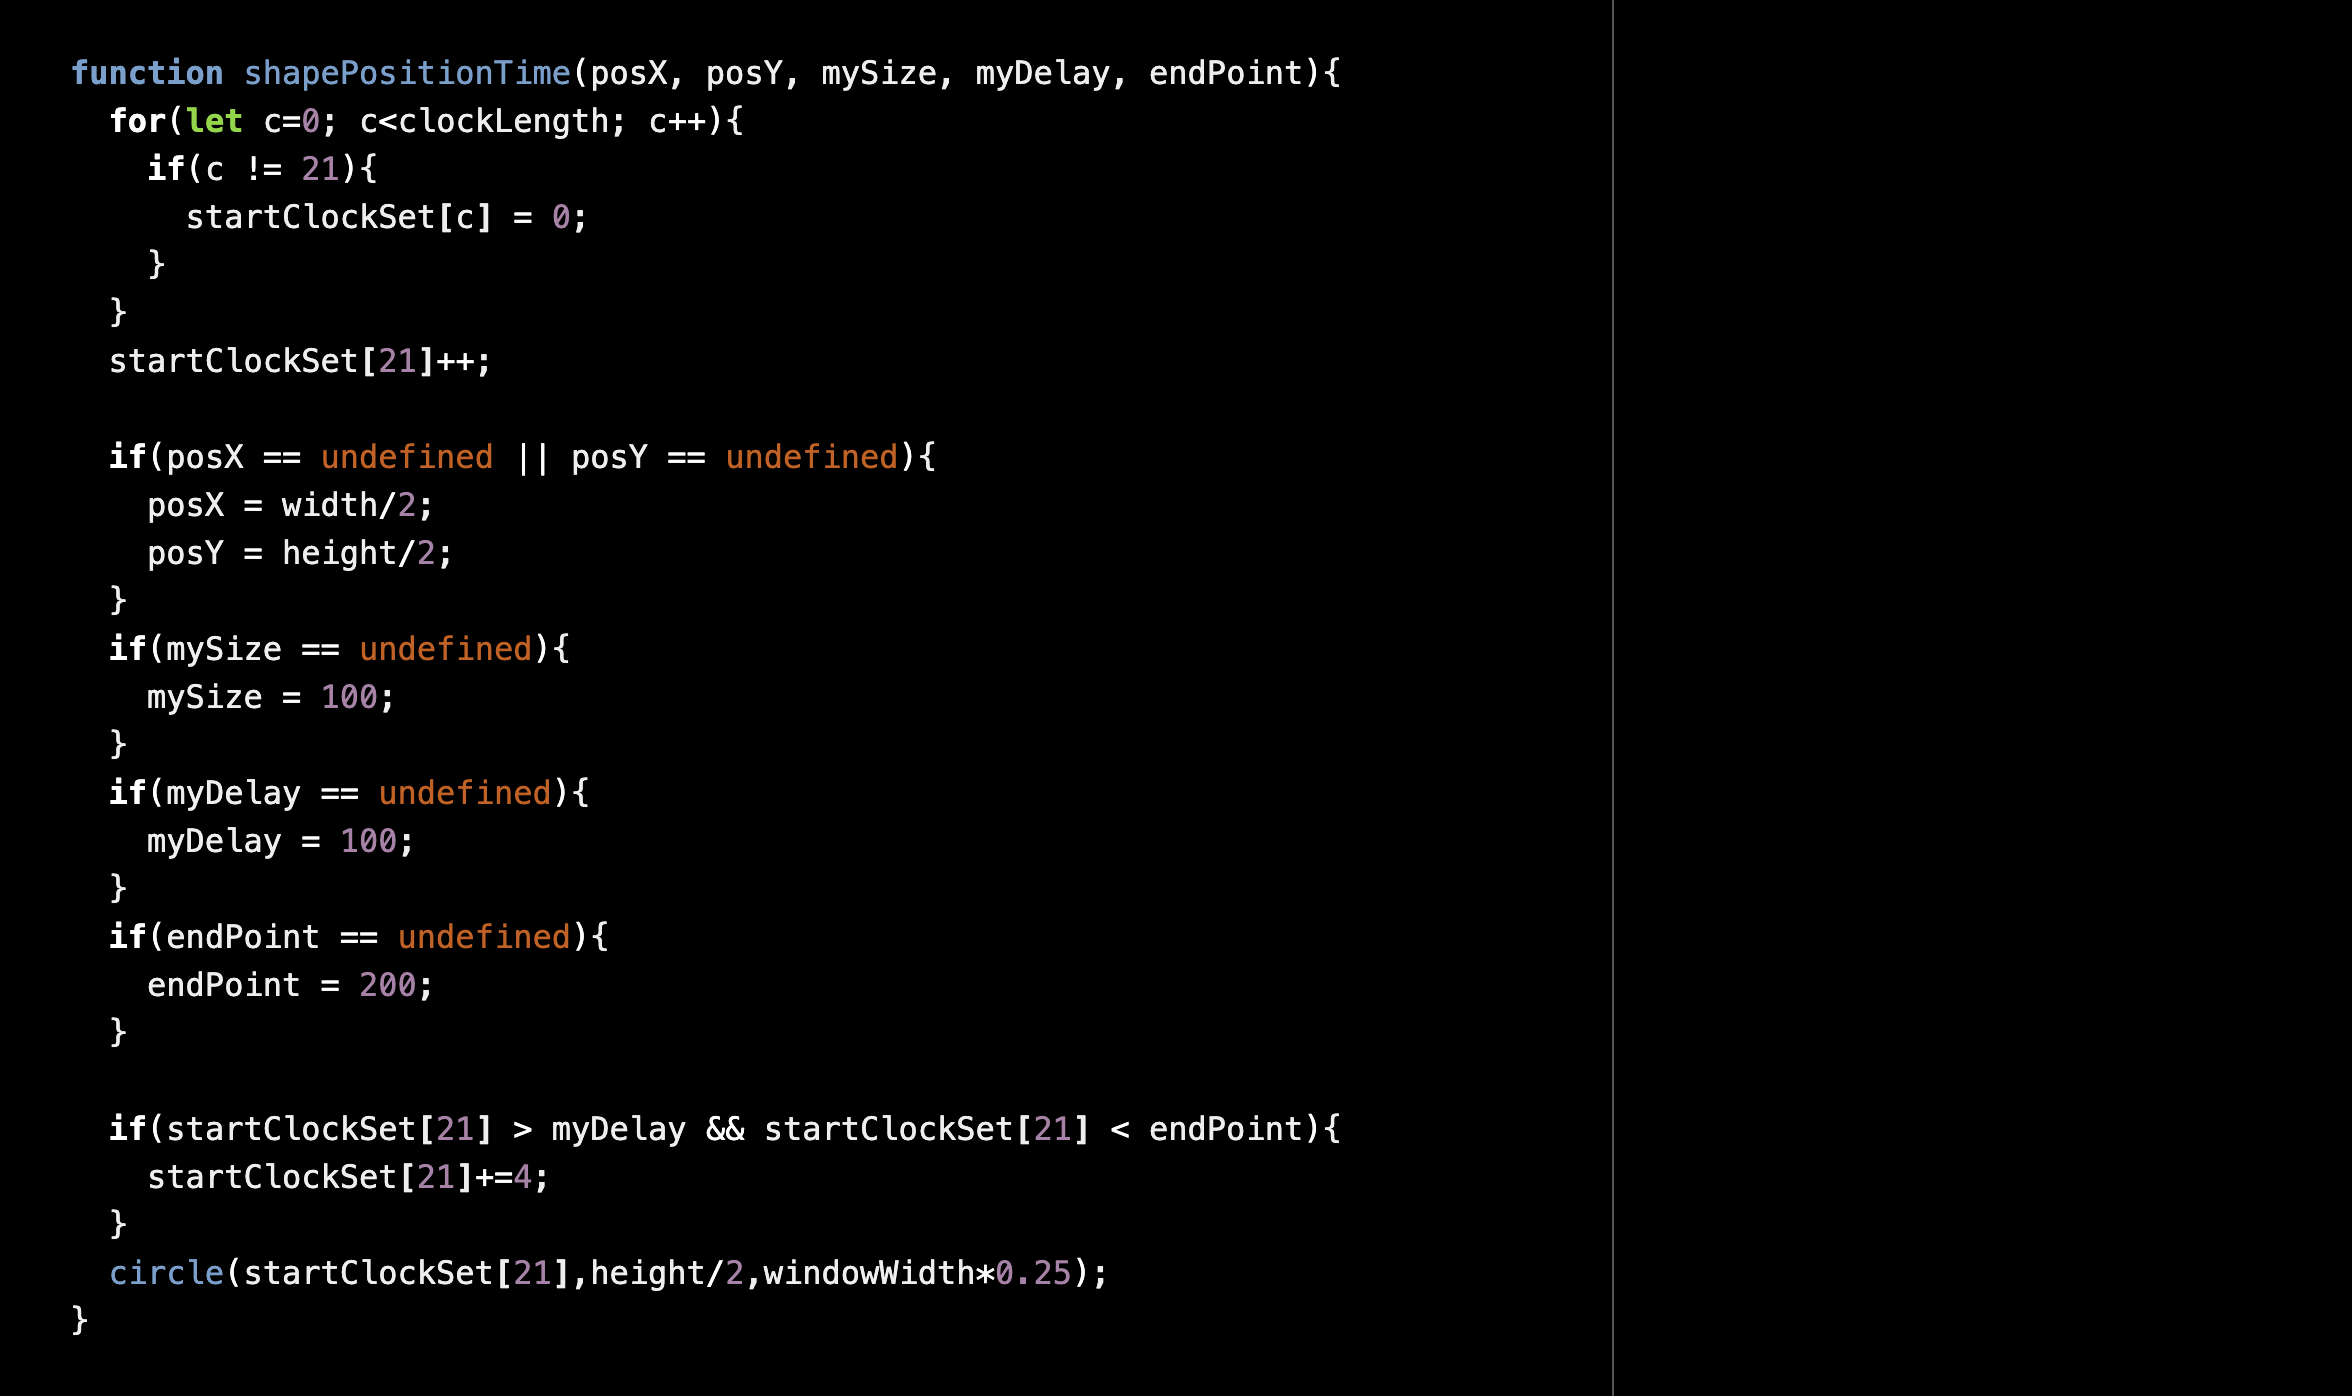 function shapePositionTime(posX, posY, mySize, myDelay, endPoint){
  for(let c=0; c<clockLength; c++){
    if(c != 21){
      startClockSet[c] = 0;
    }
  }
  startClockSet[21]++;

  if(posX == undefined || posY == undefined){
    posX = width/2;
    posY = height/2;
  }
  if(mySize == undefined){
    mySize = 100;
  }
  if(myDelay == undefined){
    myDelay = 100;
  }
  if(endPoint == undefined){
    endPoint = 200;
  }

  if(startClockSet[21] > myDelay && startClockSet[21] < endPoint){
    startClockSet[21]+=4;
  }
  circle(startClockSet[21],height/2,windowWidth*0.25);
}